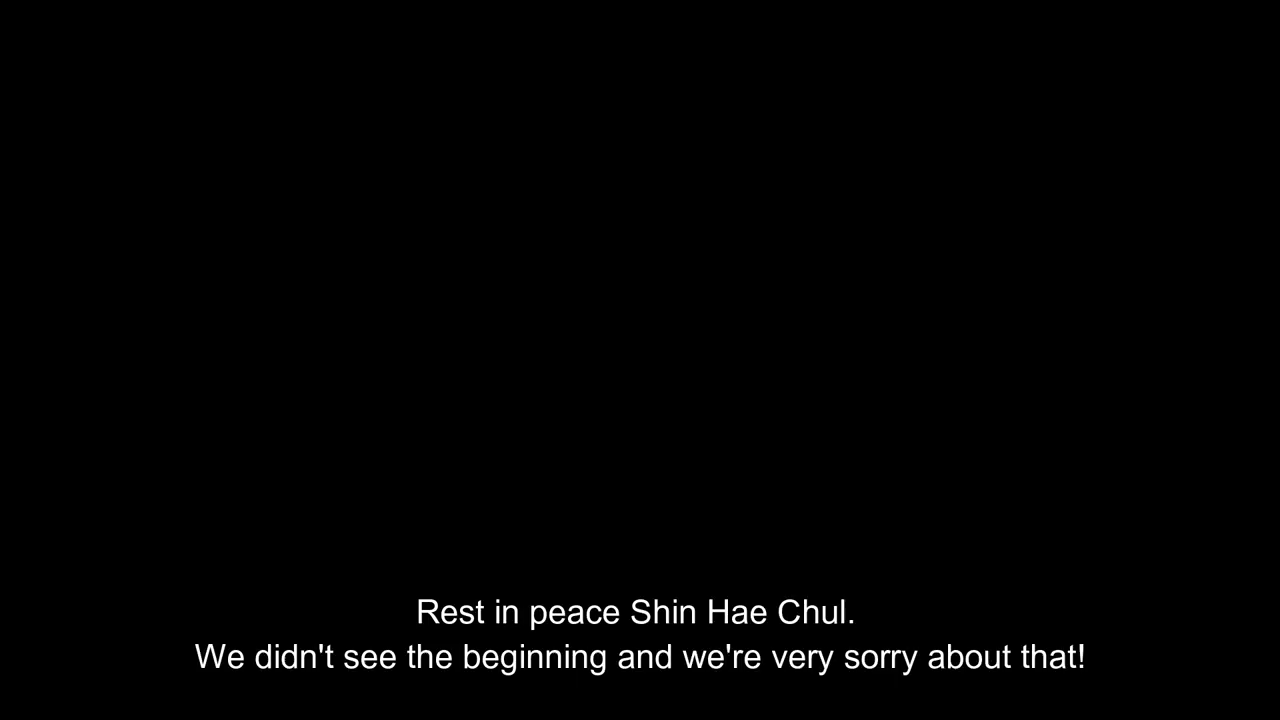 Rest in peace Shin Hae Chul.
We didn't see the beginning and we're very sorry about that!